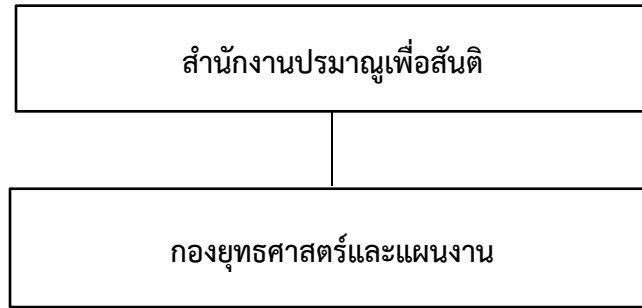 สำนักงานปรมาณูเพื่อสันติ
กองยุทธศาสตร์และแผนงาน